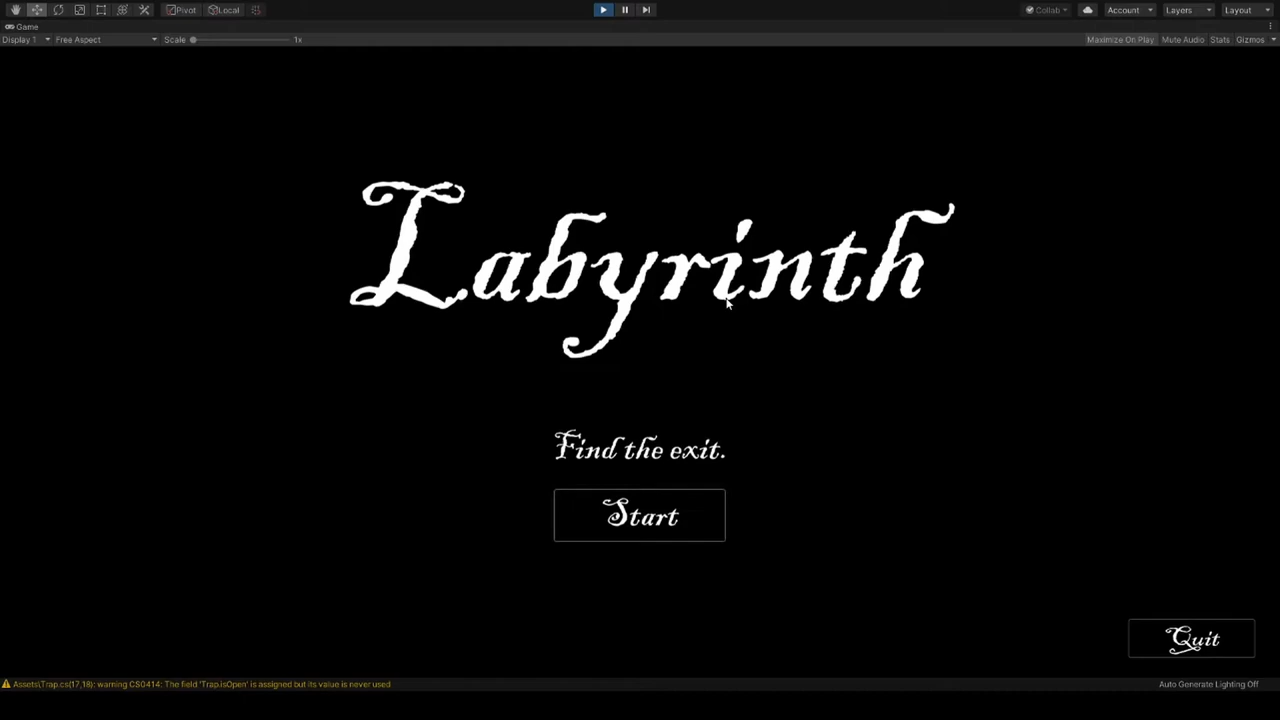 Pivot Local Collab Account Layers Layout
Game
Display 1 Free Aspect Scale 1x Maximize On Play Mute Audio Stats Gizmos
Labyrinth
Find the exit.
Start
Quit
Assets\Trap.cs(17,18): warning CS0414: The field 'Trap.isOpen' is assigned but its value is never used Auto Generate Lighting Off